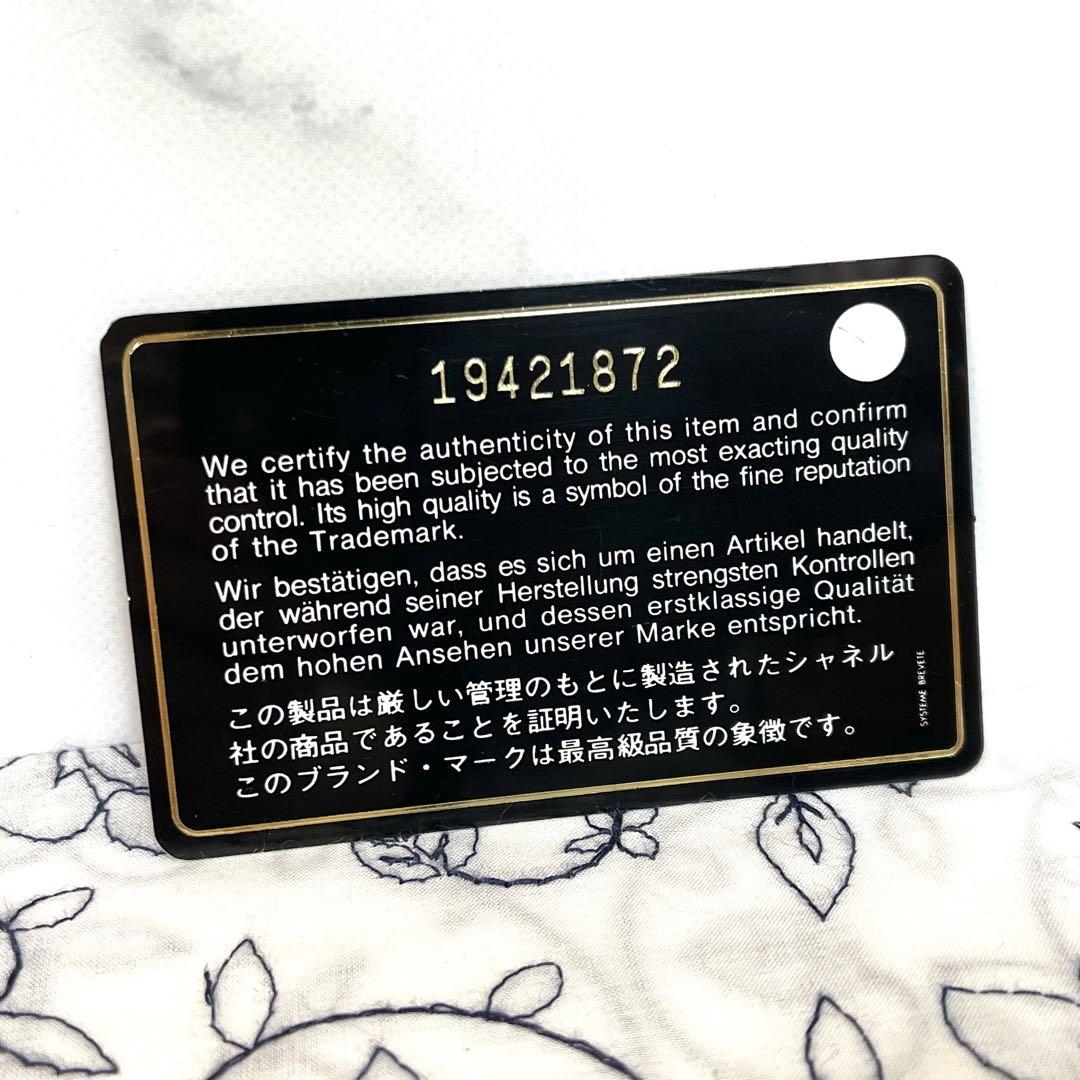 19421872
We certify the authenticity of this item and confirm
that it has been subjected to the most exacting quality
control. Its high quality is a symbol of the fine reputation
of the Trademark.
Wir bestätigen, dass es sich um einen Artikel handelt,
der während seiner Herstellung strengsten Kontrollen
unterworfen war, und dessen erstklassige Qualität
dem hohen Ansehen unserer Marke entspricht.
この製品は厳しい管理のもとに製造されたシャネル
社の商品であることを証明いたします。
このブランド・マークは最高級品質の象徴です。
SYSTEME BREVETE